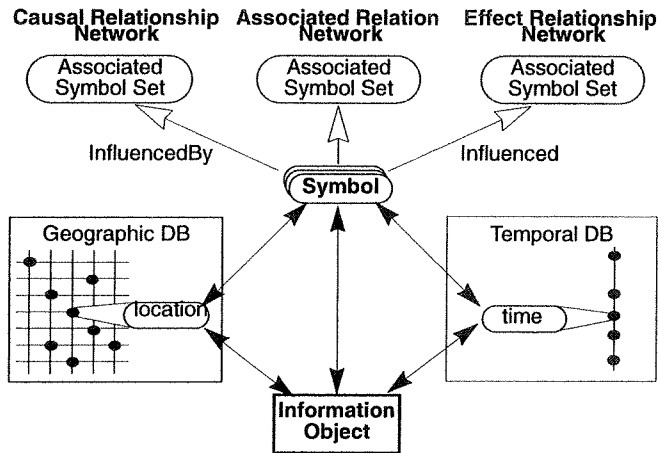 Causal Relationship
Network
Associated Relation
Network
Effect Relationship
Network
Associated
Symbol Set
Associated
Symbol Set
Associated
Symbol Set
InfluencedBy
Influenced
Symbol
Geographic DB
location
Temporal DB
time
Information
Object